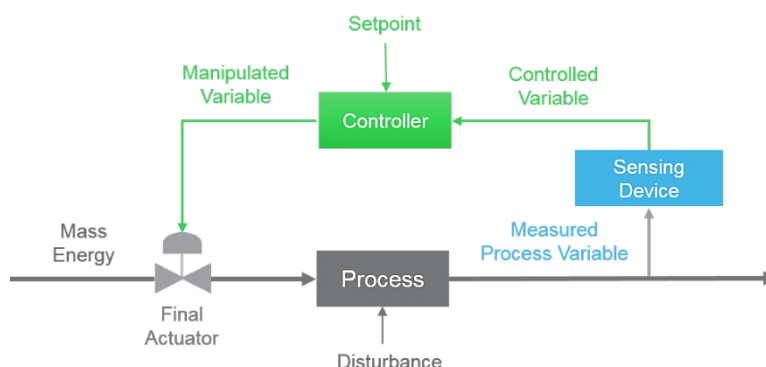 Setpoint
Manipulated
Variable
Controller
Controlled
Variable
Sensing
Device
Mass
Energy
Measured
Process Variable
Process
Final
Actuator
Disturbance